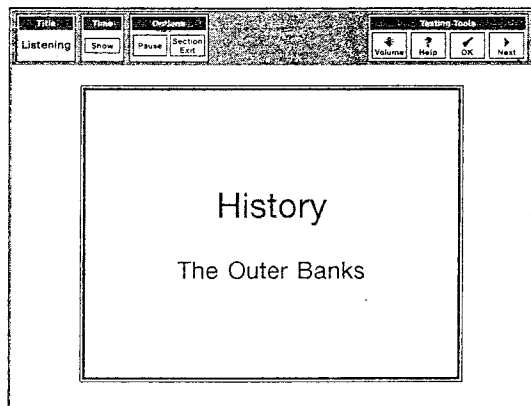 Title
Time
Options
Testing Tools
Listening
Show
Pause
Section
Exit
Volume
Help
OK
Next
History
The Outer Banks